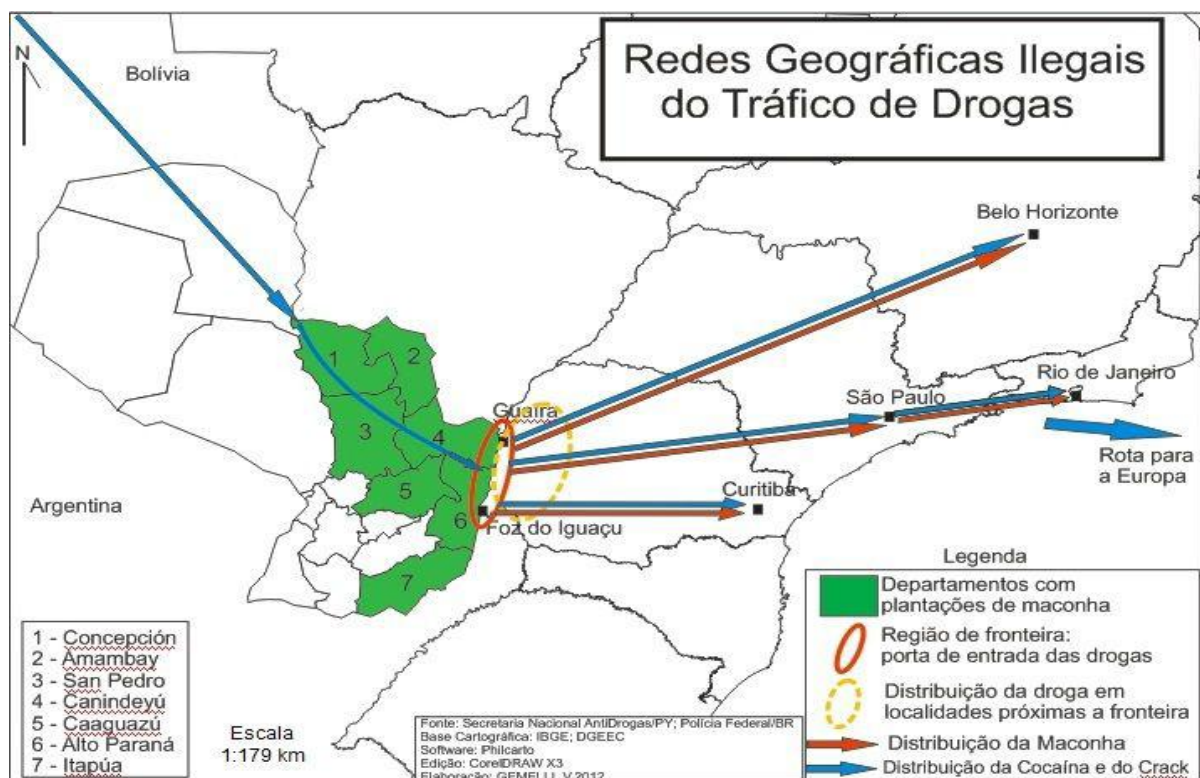 Redes Geográficas Ilegais
do Tráfico de Drogas
N
Bolívia
Belo Horizonte
1
2
3
4
5
6
7
Guaíra
São Paulo
Rio de Janeiro
Rota para
a Europa
Curitiba
Foz do Iguaçu
Argentina
Legenda
Departamentos com
plantações de maconha
Região de fronteira:
porta de entrada das drogas
Distribuição da droga em
localidades próximas a fronteira
Distribuição da Maconha
Distribuição da Cocaína e do Crack
1 - Concepción
2 - Amambay
3 - San Pedro
4 - Canindeyú
5 - Caaguazú
6 - Alto Paraná
7 - Itapúa
Escala
1:179 km
Fonte: Secretaria Nacional AntiDrogas/PY; Polícia Federal/BR
Base Cartográfica: IBGE; DGEEC
Software: Philcarto
Edição: CorelDRAW X3
Elaboração: GEMELLI, V.2012